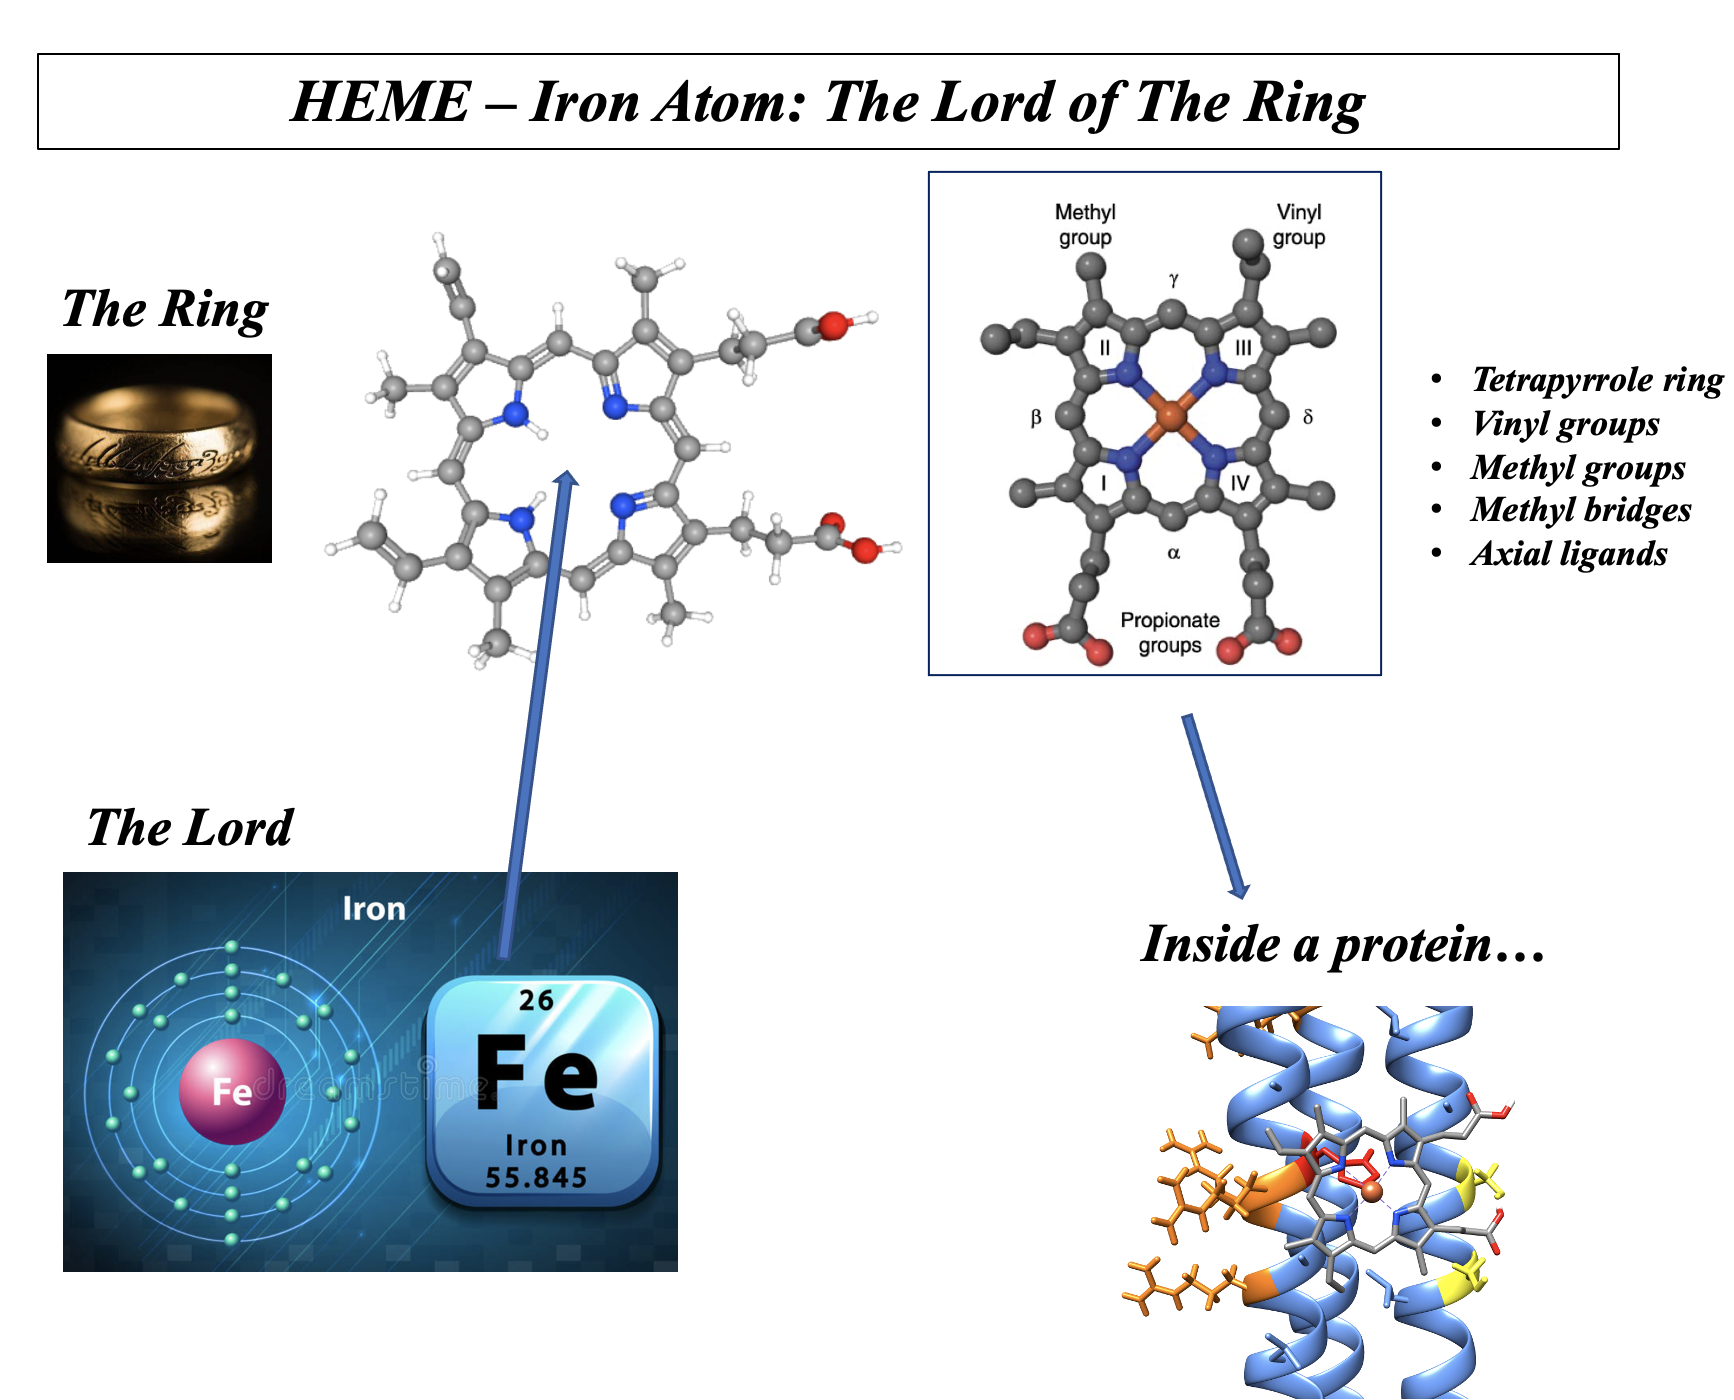 HEME – Iron Atom: The Lord of The Ring
The Ring
Methyl
group
Vinyl
group
γ
II
III
β
δ
I
IV
α
Propionate
groups
• Tetrapyrrole ring
• Vinyl groups
• Methyl groups
• Methyl bridges
• Axial ligands
The Lord
Iron
26
Fe
Fe
dreamstime
Iron
55.845
Inside a protein…